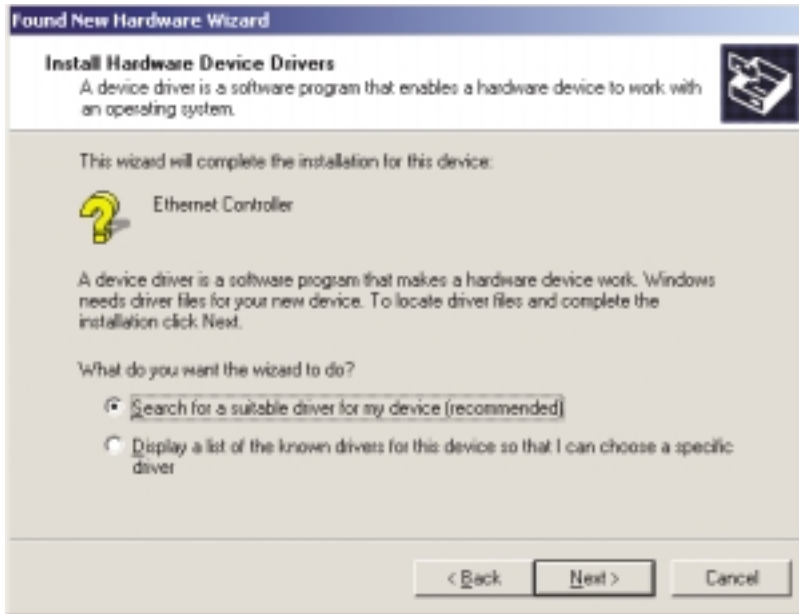 Found New Hardware Wizard
Install Hardware Device Drivers
A device driver is a software program that enables a hardware device to work with
an operating system.
This wizard will complete the installation for this device:
Ethernet Controller
A device driver is a software program that makes a hardware device work. Windows
needs driver files for your new device. To locate driver files and complete the
installation click Next.
What do you want the wizard to do?
Search for a suitable driver for my device (recommended)
Display a list of the known drivers for this device so that I can choose a specific
driver
< Back Next > Cancel